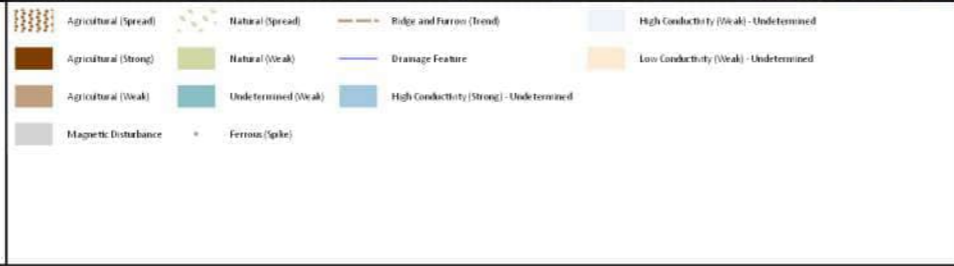 Agricultural (Spread)
Natural (Spread)
Ridge and Furrow (Trend)
High Conductivity (Weak) - Undetermined
Agricultural (Strong)
Natural (Weak)
Drainage Feature
Low Conductivity (Weak) - Undetermined
Agricultural (Weak)
Undetermined (Weak)
High Conductivity (Strong) - Undetermined
Magnetic Disturbance
Ferrous (Spike)